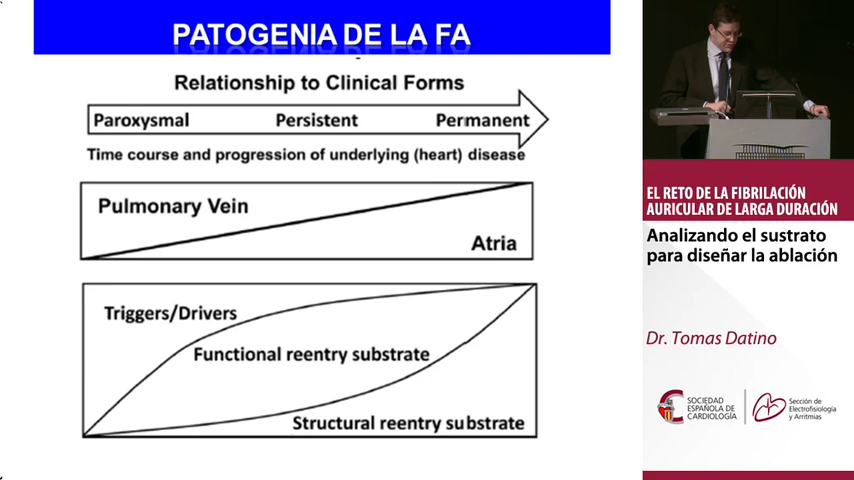 PATOGENIA DE LA FA
Relationship to Clinical Forms
Paroxysmal Persistent Permanent
Time course and progression of underlying (heart) disease
Pulmonary Vein
Atria
Triggers/Drivers
Functional reentry substrate
Structural reentry substrate
EL RETO DE LA FIBRILACIÓN
AURICULAR DE LARGA DURACIÓN
Analizando el sustrato
para diseñar la ablación
Dr. Tomas Datino
SOCIEDAD
ESPAÑOLA DE
CARDIOLOGÍA
Sección de
Electrofisiología
y Arritmias